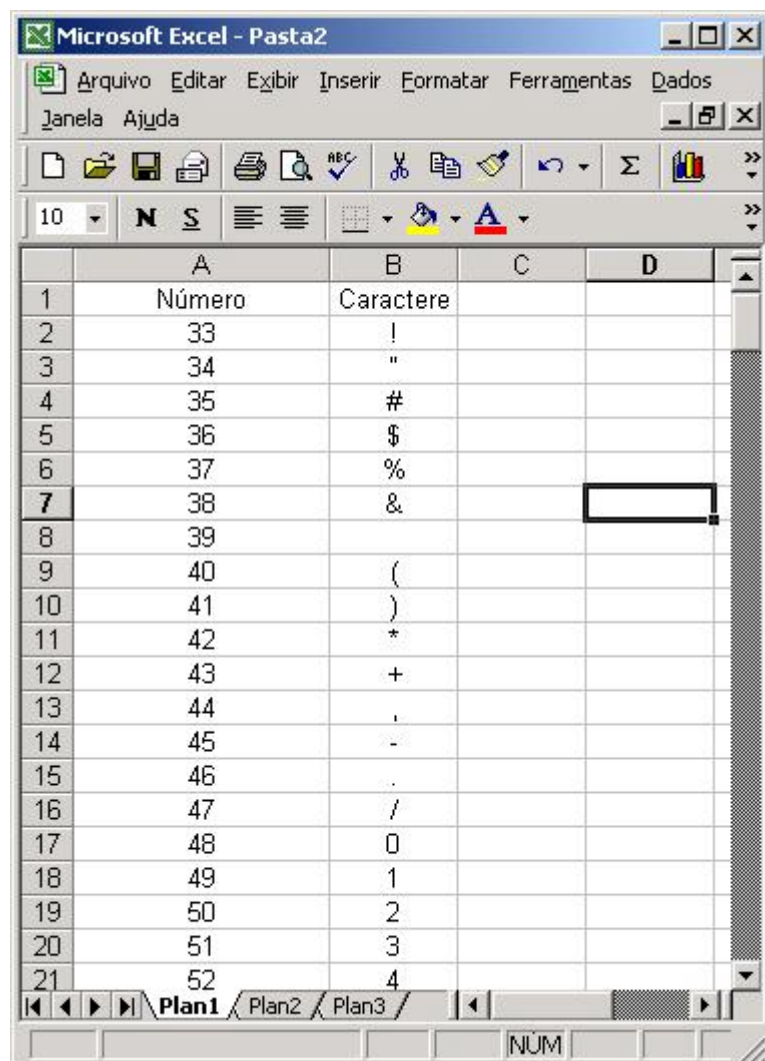 Microsoft Excel - Pasta2
Arquivo Editar Exibir Inserir Formatar Ferramentas Dados
Janela Ajuda
ABC Σ »
10 N S A »
A B C D
1 Número Caractere
2 33 !
3 34 "
4 35 #
5 36 $
6 37 %
7 38 &
8 39
9 40 (
10 41 )
11 42 *
12 43 +
13 44 ,
14 45 -
15 46 .
16 47 /
17 48 0
18 49 1
19 50 2
20 51 3
21 52 4
Plan1 Plan2 Plan3
NÚM